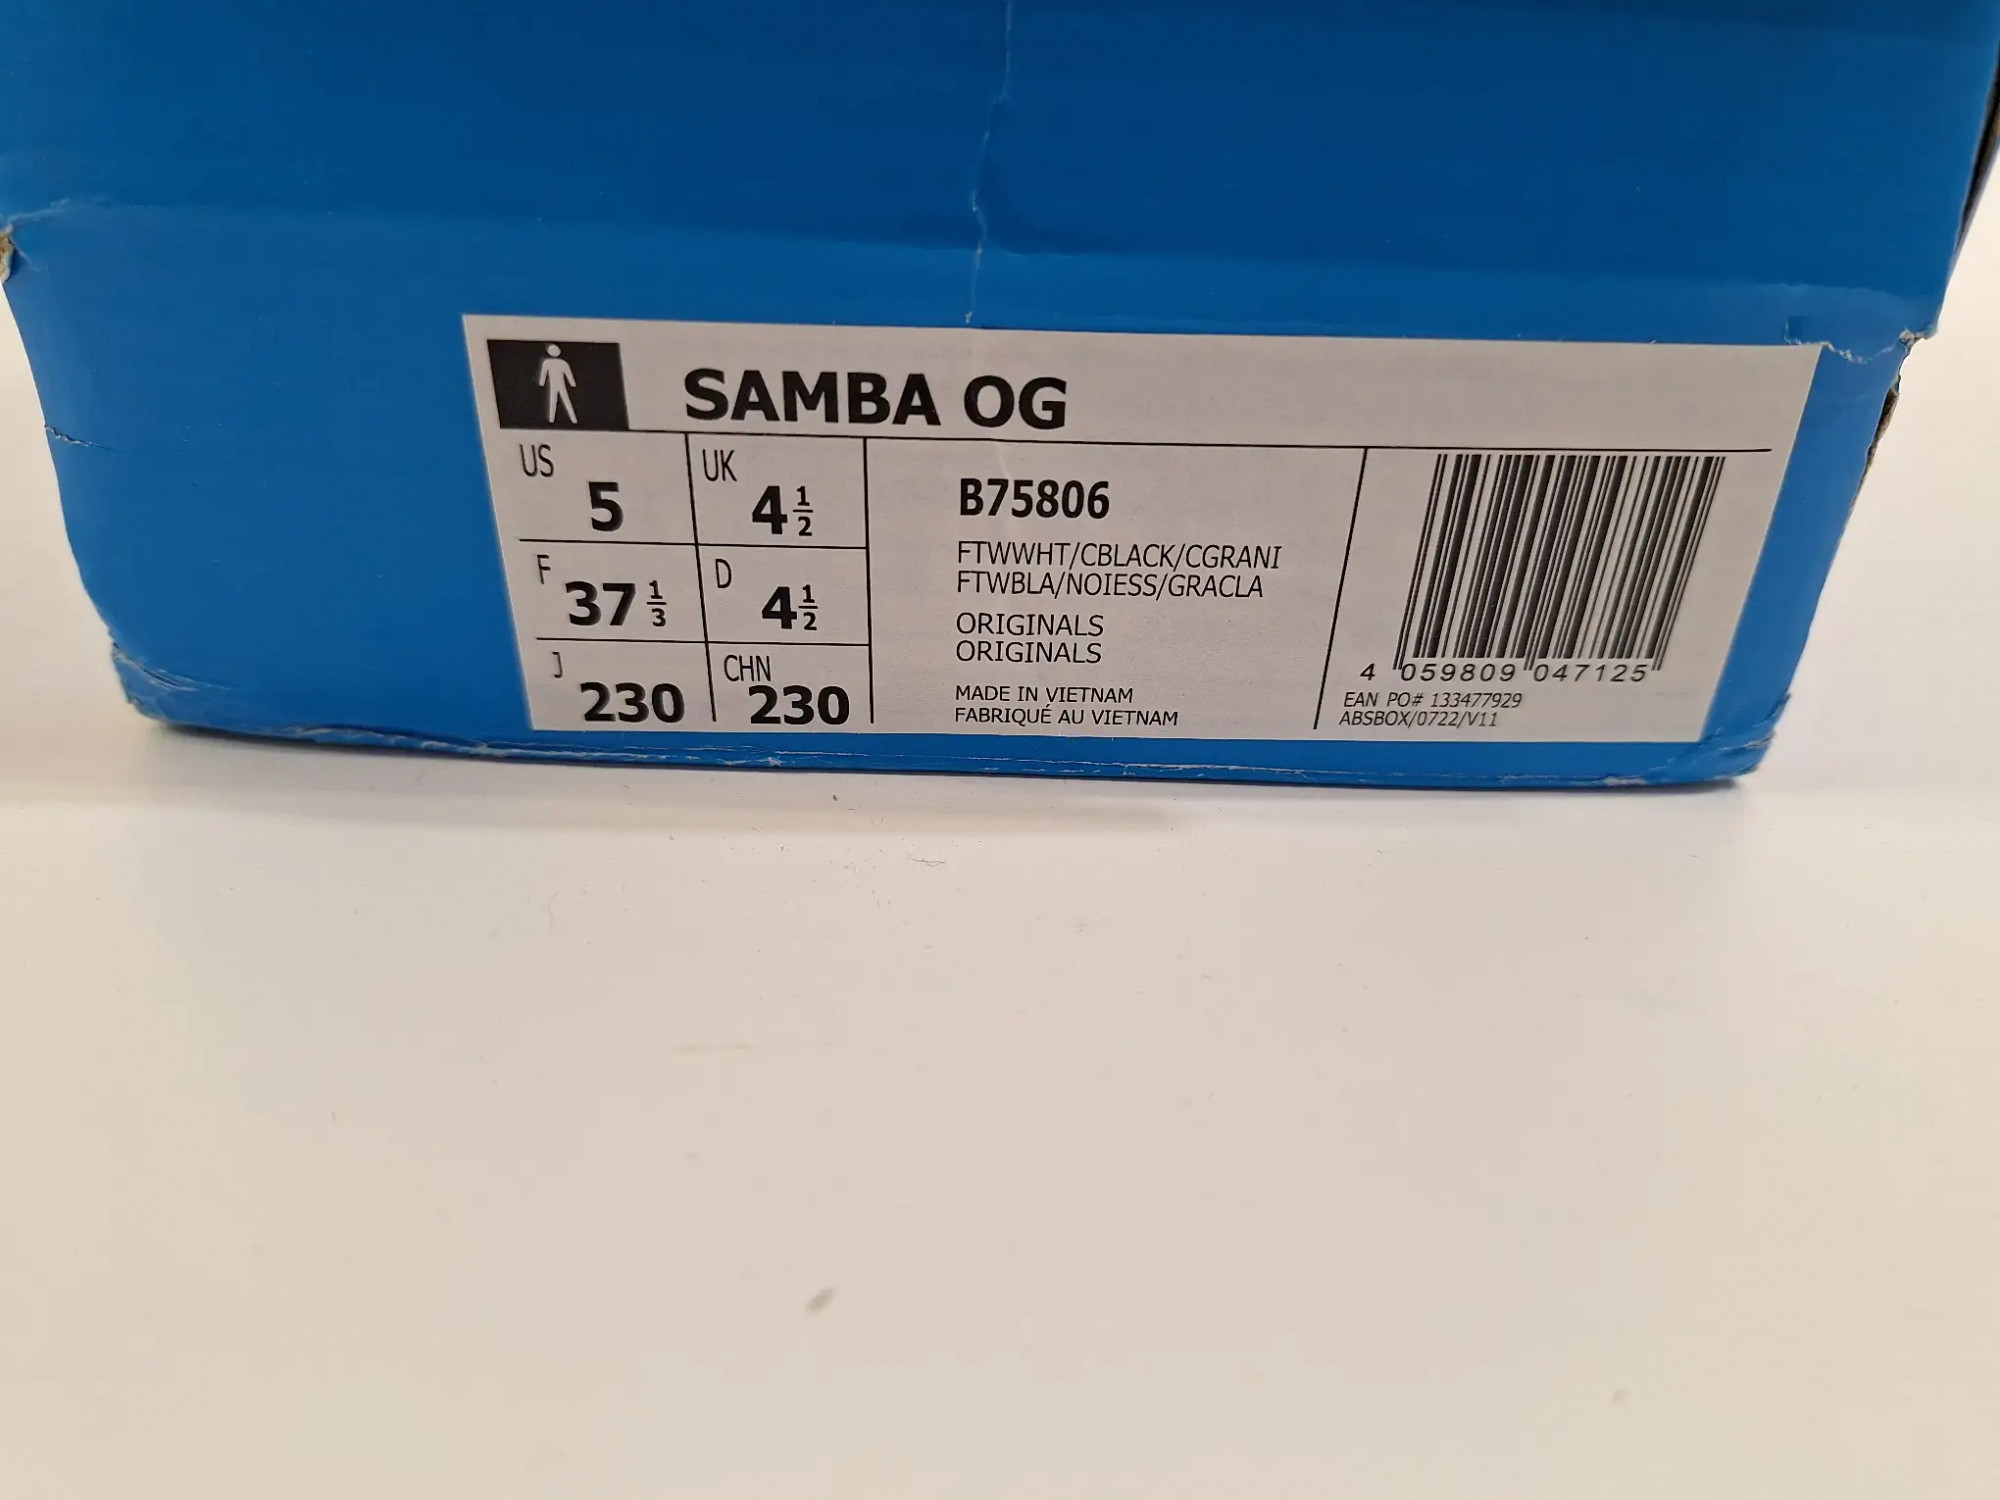 SAMBA OG
US 5 UK 4 1/2
F 37 1/3 D 4 1/2
J 230 CHN 230
B75806
FTWWHT/CBLACK/CGRANI
FTWBLA/NOIESS/GRACLA
ORIGINALS
ORIGINALS
MADE IN VIETNAM
FABRIQUÉ AU VIETNAM
4 059809 047125
EAN PO# 133477929
ABSBOX/0722/V11